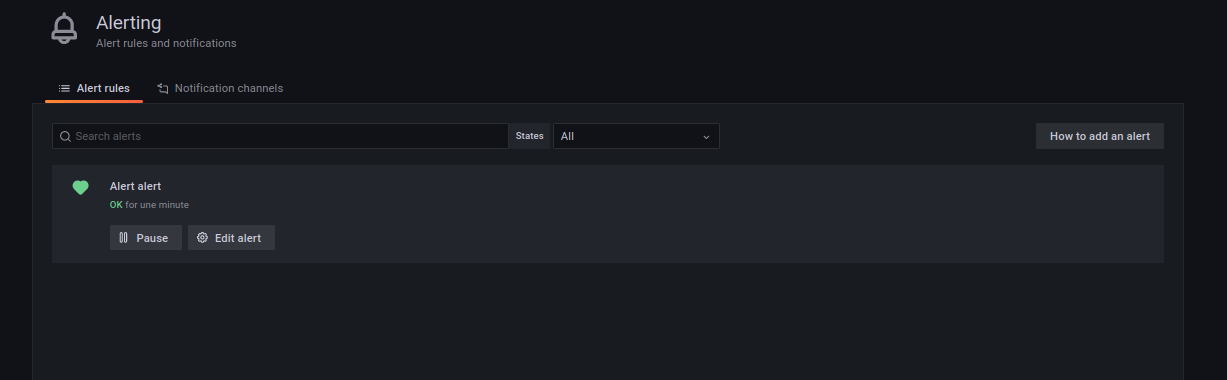 Alerting
Alert rules and notifications
Alert rules
Notification channels
Search alerts
States
All
How to add an alert
Alert alert
OK for une minute
Pause
Edit alert